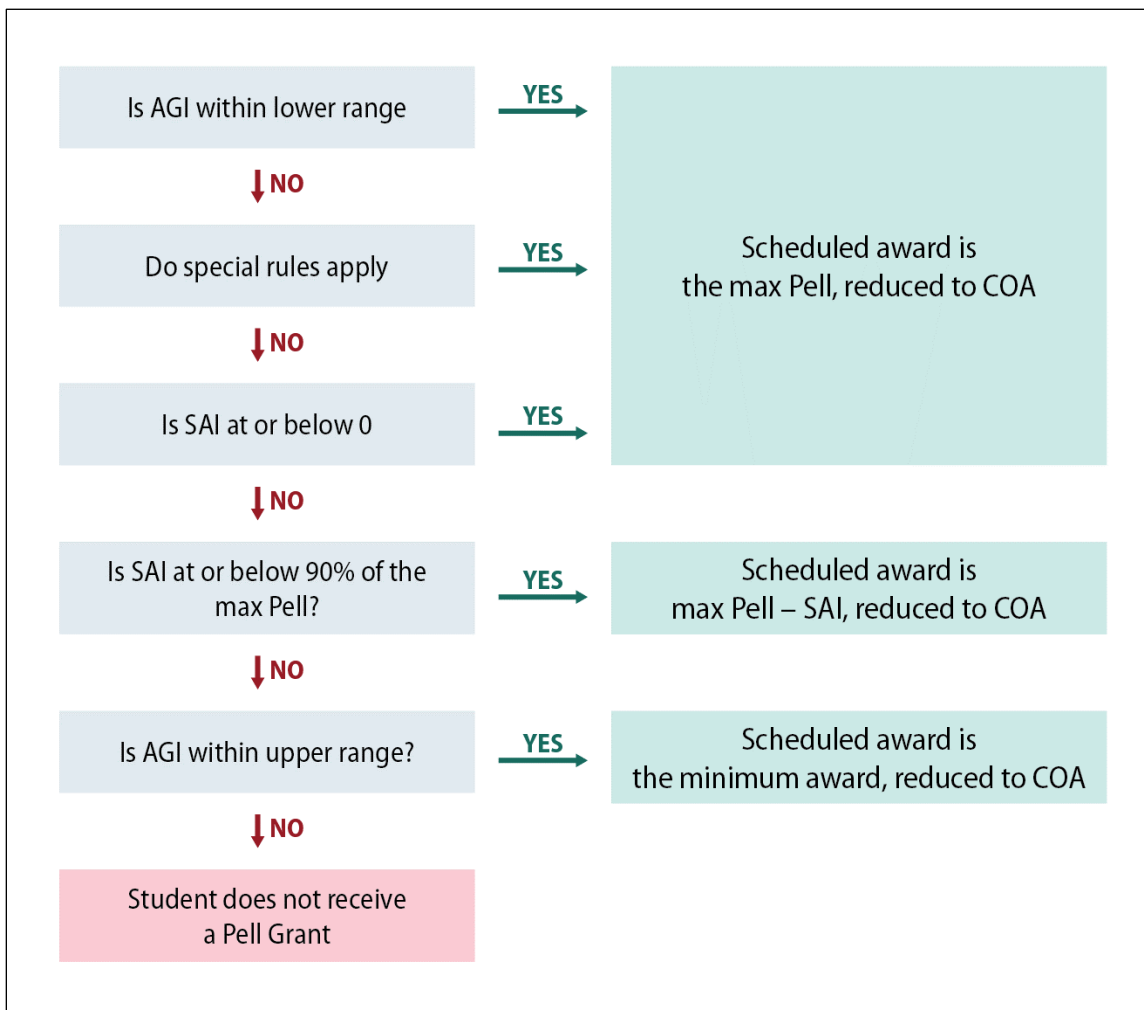 Is AGI within lower range
YES
NO
Do special rules apply
YES
Scheduled award is
the max Pell, reduced to COA
NO
Is SAI at or below 0
YES
NO
Is SAI at or below 90% of the
max Pell?
YES
Scheduled award is
max Pell – SAI, reduced to COA
NO
Is AGI within upper range?
YES
Scheduled award is
the minimum award, reduced to COA
NO
Student does not receive
a Pell Grant